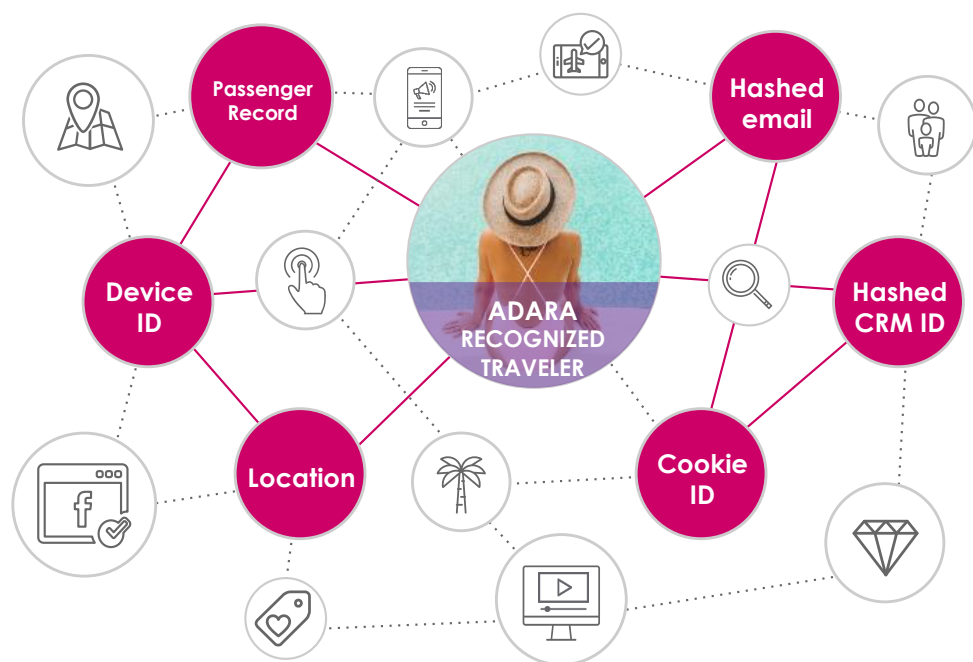 Passenger
Record
Hashed
email
Device
ID
ADARA
RECOGNIZED
TRAVELER
Hashed
CRM ID
Location
Cookie
ID
f